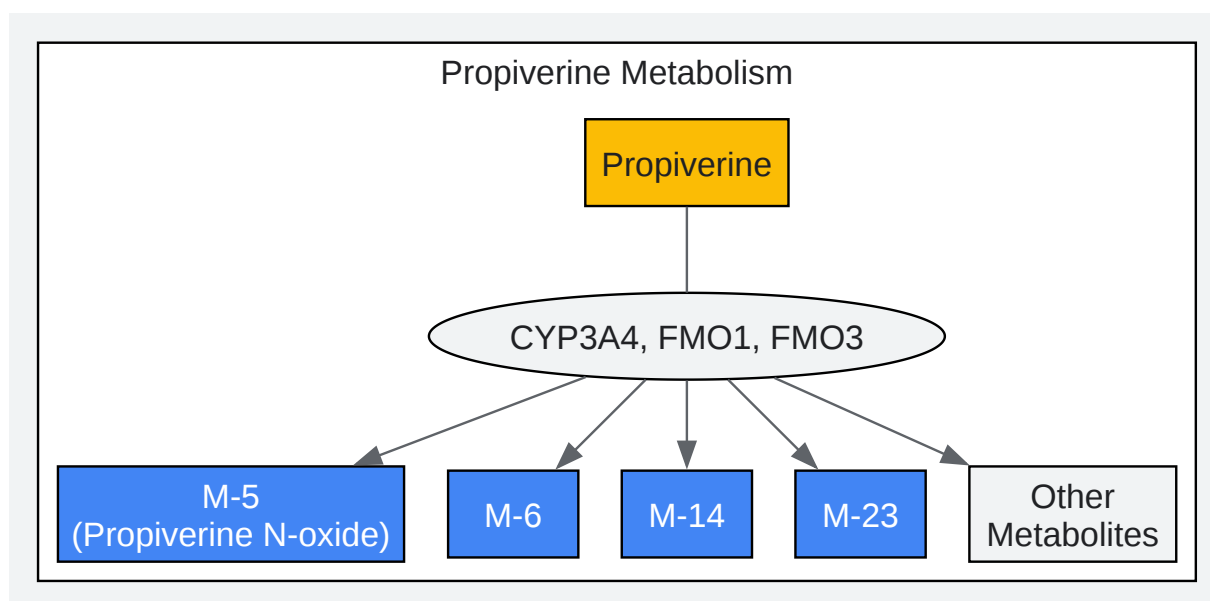 Propiverine Metabolism
Propiverine
CYP3A4, FMO1, FMO3
M-5
(Propiverine N-oxide)
M-6
M-14
M-23
Other
Metabolites